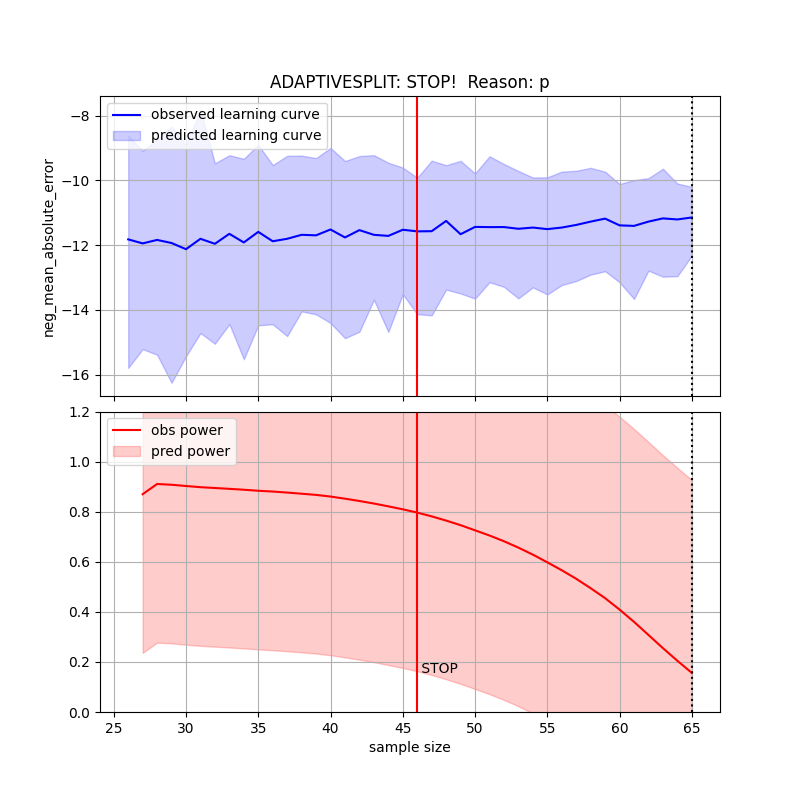 ADAPTIVESPLIT: STOP!  Reason: p
observed learning curve
predicted learning curve
neg_mean_absolute_error
−8
−10
−12
−14
−16
obs power
pred power
1.2
1.0
0.8
0.6
0.4
0.2
0.0
STOP
25 30 35 40 45 50 55 60 65
sample size